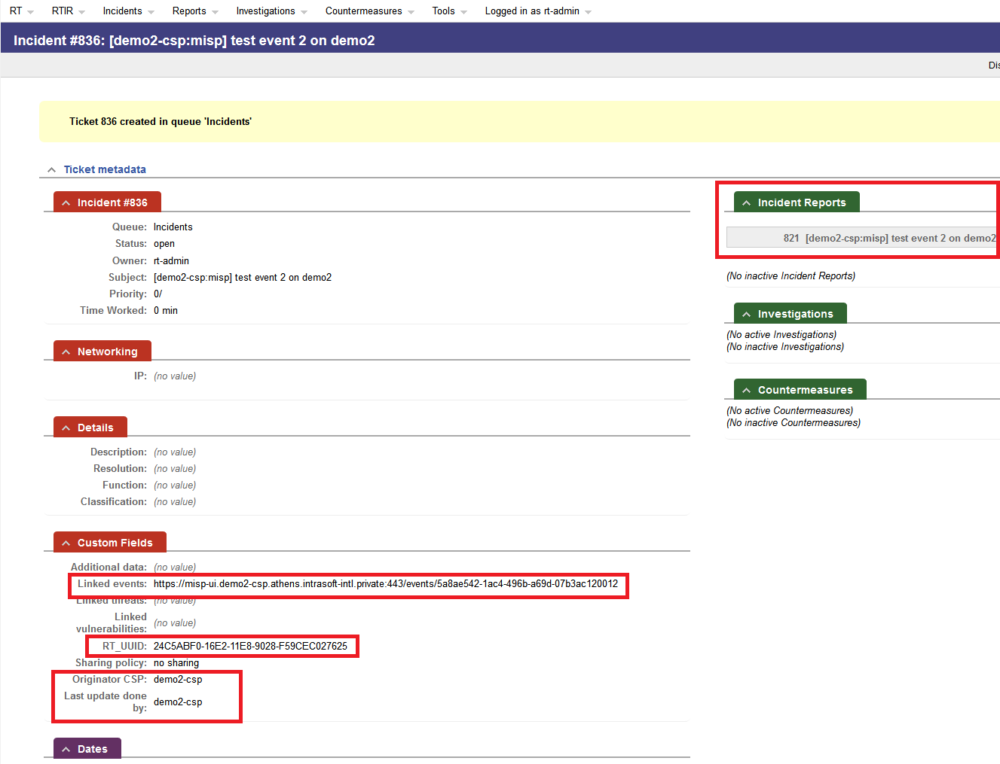 RT RTIR Incidents Reports Investigations Countermeasures Tools Logged in as rt-admin
Incident #836: [demo2-csp:misp] test event 2 on demo2
Dis
Ticket 836 created in queue 'Incidents'
Ticket metadata
Incident #836
Queue: Incidents
Status: open
Owner: rt-admin
Subject: [demo2-csp:misp] test event 2 on demo2
Priority: 0/
Time Worked: 0 min
Networking
IP: (no value)
Details
Description: (no value)
Resolution: (no value)
Function: (no value)
Classification: (no value)
Custom Fields
Additional data: (no value)
Linked events: https://misp-ui.demo2-csp.athens.intrasoft-intl.private:443/events/5a8ae542-1ac4-496b-a69d-07b3ac120012
Linked threats: (no value)
Linked
vulnerabilities: (no value)
RT_UUID: 24C5ABF0-16E2-11E8-9028-F59CEC027625
Sharing policy: no sharing
Originator CSP: demo2-csp
Last update done
by: demo2-csp
Dates
Incident Reports
821 [demo2-csp:misp] test event 2 on demo2
(No inactive Incident Reports)
Investigations
(No active Investigations)
(No inactive Investigations)
Countermeasures
(No active Countermeasures)
(No inactive Countermeasures)